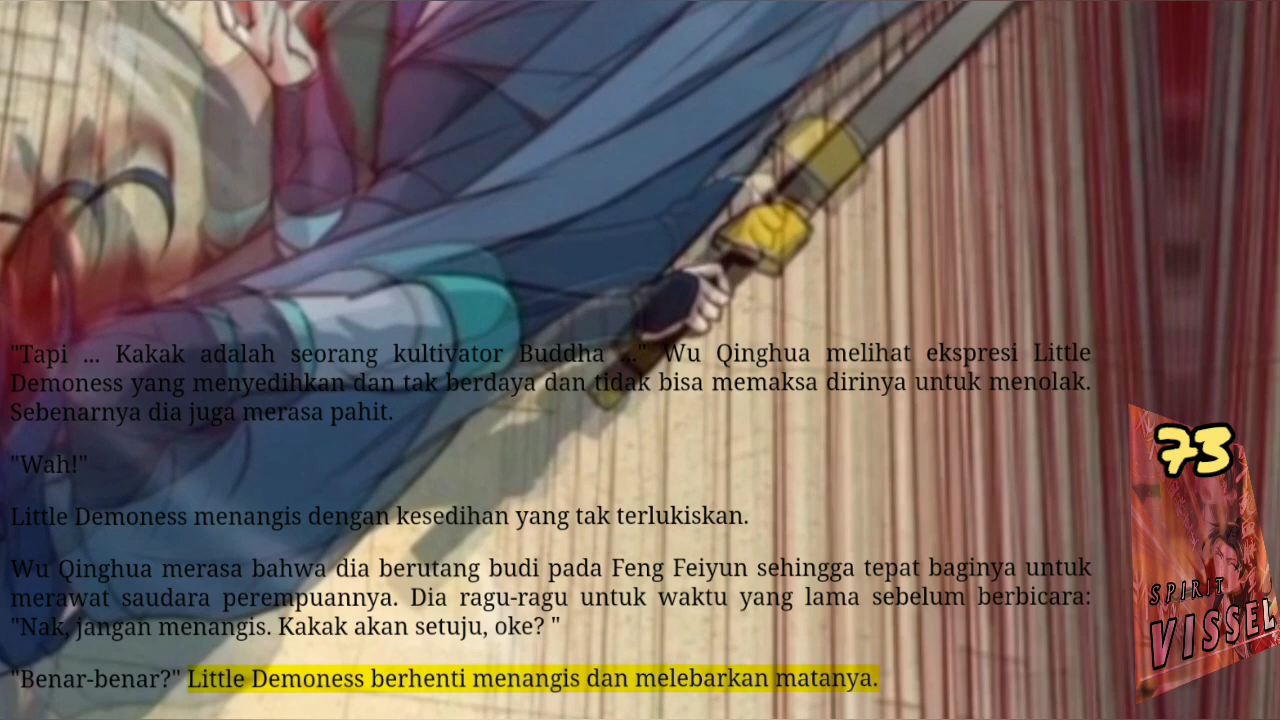 "Tapi ... Kakak adalah seorang kultivator Buddha ..." Wu Qinghua melihat ekspresi Little
Demoness yang menyedihkan dan tak berdaya dan tidak bisa memaksa dirinya untuk menolak.
Sebenarnya dia juga merasa pahit.
"Wah!"
Little Demoness menangis dengan kesedihan yang tak terlukiskan.
Wu Qinghua merasa bahwa dia berutang budi pada Feng Feiyun sehingga tepat baginya untuk
merawat saudara perempuannya. Dia ragu-ragu untuk waktu yang lama sebelum berbicara:
"Nak, jangan menangis. Kakak akan setuju, oke? "
"Benar-benar?" Little Demoness berhenti menangis dan melebarkan matanya.
73
SPIRIT
VISSEL